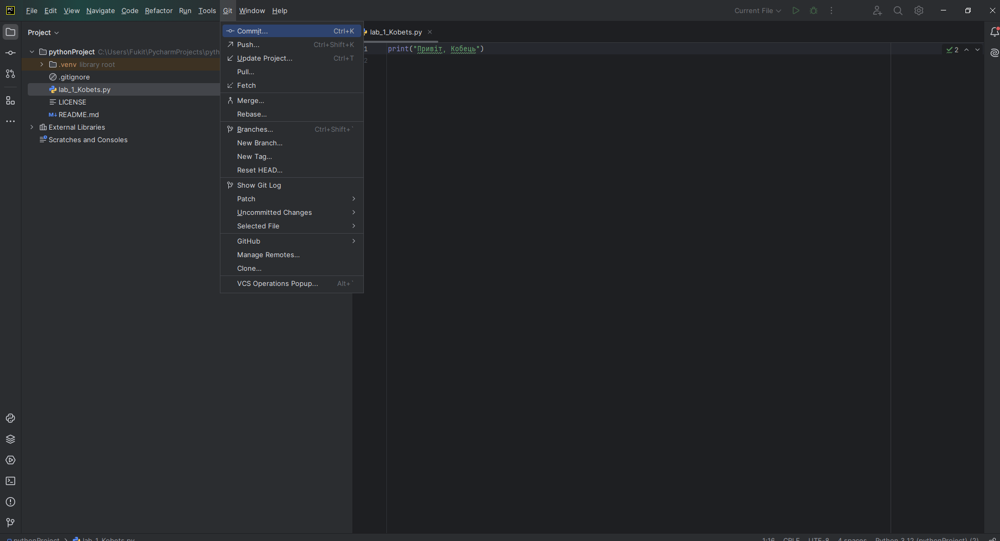 PC
File Edit View Navigate Code Refactor Run Tools Git Window Help
Current File
Project
pythonProject C:\Users\Fukit\PycharmProjects\pyth
.venv library root
.gitignore
lab_1_Kobets.py
LICENSE
M↓ README.md
External Libraries
Scratches and Consoles
Commit... Ctrl+K
Push... Ctrl+Shift+K
Update Project... Ctrl+T
Pull...
Fetch
Merge...
Rebase...
Branches... Ctrl+Shift+`
New Branch...
New Tag...
Reset HEAD...
Show Git Log
Patch
Uncommitted Changes
Selected File
GitHub
Manage Remotes...
Clone...
VCS Operations Popup... Alt+`
lab_1_Kobets.py
1 print("Привіт, Кобець")
2
2
pythonProject > lab_1_Kobets.py
1:16 CRLF UTF-8 4 spaces Python 3.12 (pythonProject) (2)